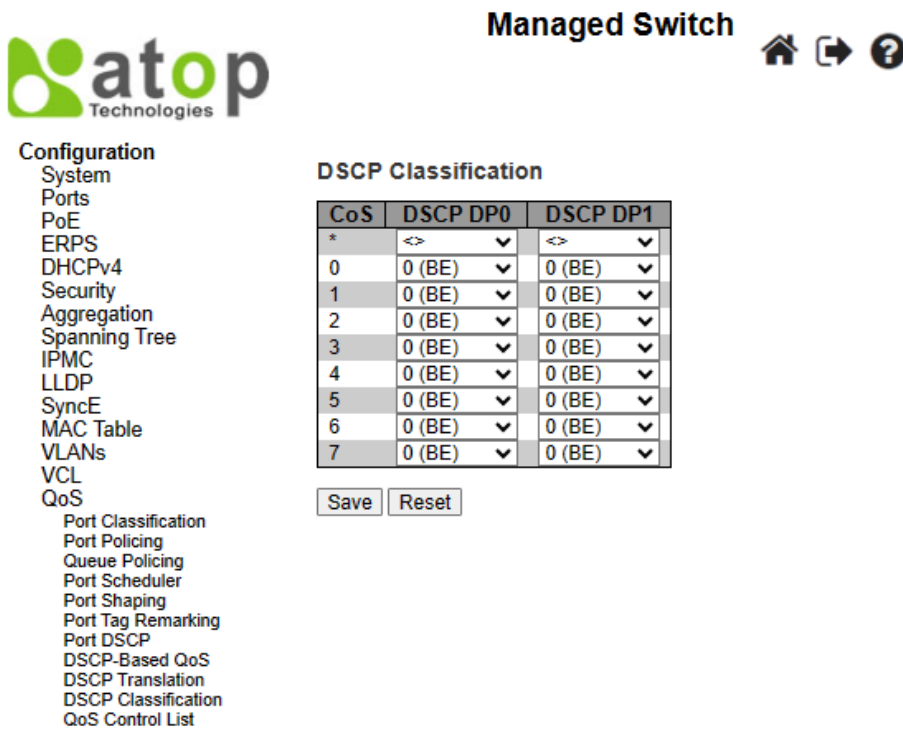 Managed Switch
atop
Technologies
Configuration
System
Ports
PoE
ERPS
DHCPv4
Security
Aggregation
Spanning Tree
IPMC
LLDP
SyncE
MAC Table
VLANs
VCL
QoS
Port Classification
Port Policing
Queue Policing
Port Scheduler
Port Shaping
Port Tag Remarking
Port DSCP
DSCP-Based QoS
DSCP Translation
DSCP Classification
QoS Control List
DSCP Classification
CoS DSCP DP0 DSCP DP1
* <> <>
0 0 (BE) 0 (BE)
1 0 (BE) 0 (BE)
2 0 (BE) 0 (BE)
3 0 (BE) 0 (BE)
4 0 (BE) 0 (BE)
5 0 (BE) 0 (BE)
6 0 (BE) 0 (BE)
7 0 (BE) 0 (BE)
Save Reset